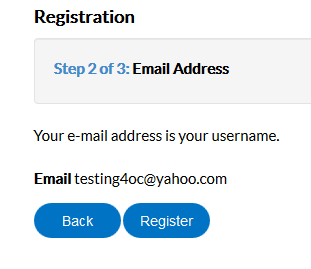 Registration
Step 2 of 3: Email Address
Your e-mail address is your username.
Email testing4oc@yahoo.com
Back Register